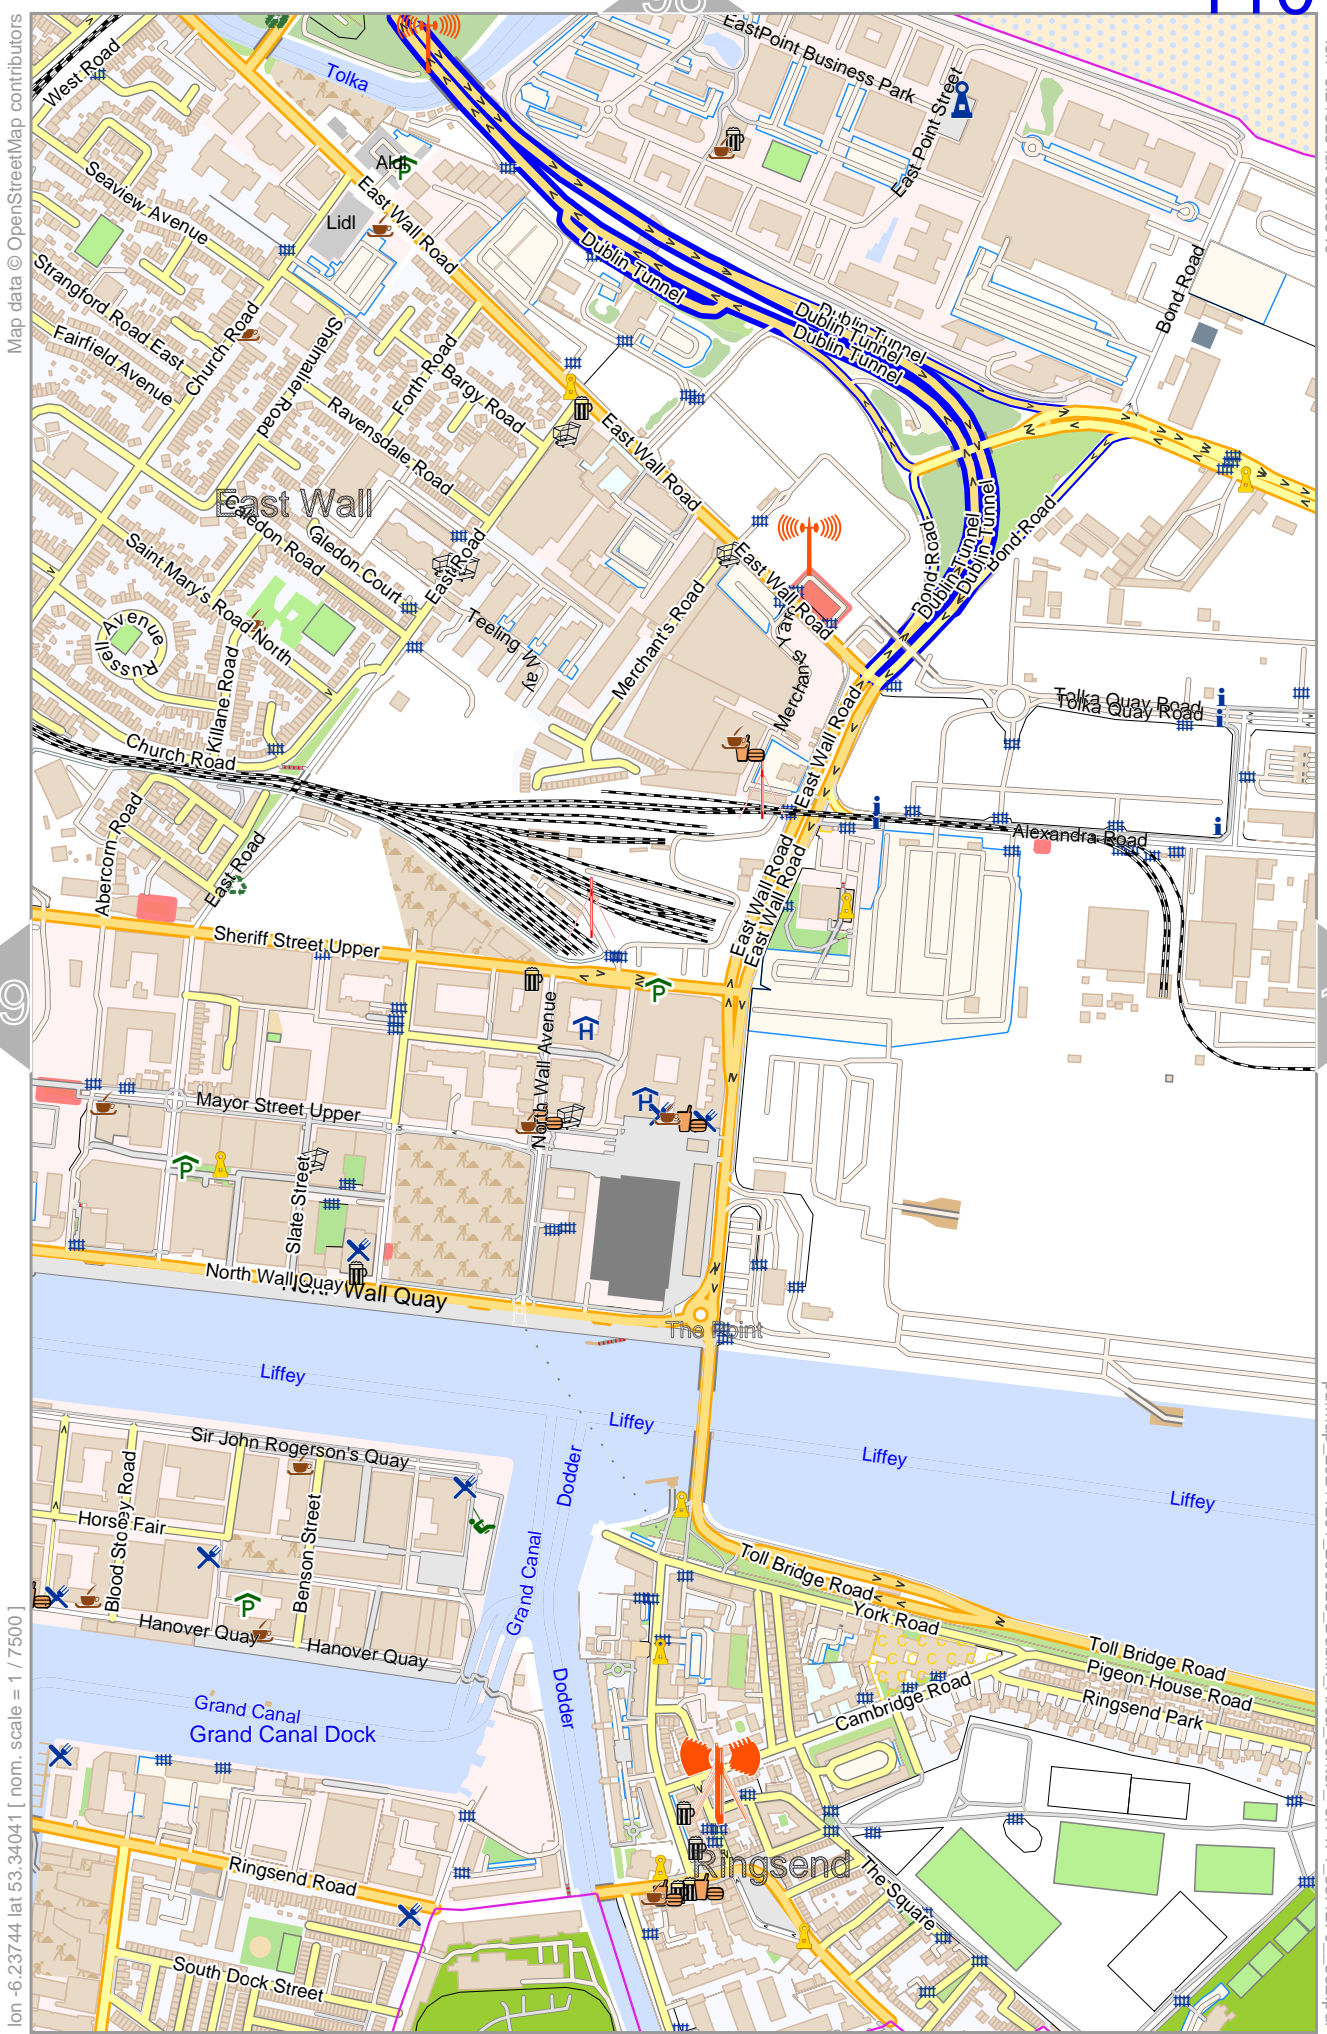 98
Map data © OpenStreetMap contributors
West Road
Tolka
EastPoint Business Park
East Point Street
Aldi
P
East Wall Road
Lidl
Seaview Avenue
Strangford Road East
Fairfield Avenue
Church Road
Shelmalier Road
Forth Road
Bargy Road
Ravensdale Road
Dublin Tunnel
Dublin Tunnel
Dublin Tunnel
Dublin Tunnel
Bond Road
East Wall Road
East Wall
Caledon Road
Caledon Court
East Road
Saint Mary's Road North
Russell Avenue
Killane Road
Teeling Way
Merchant's Road
East Wall Road
Merchant's Yard
Bond Road
Dublin Tunnel
Dublin Tunnel
Bond Road
Tolka Quay Road
Tolka Quay Road
i
i
Church Road
East Wall Road
i
i
Alexandra Road
Abercorn Road
East Road
East Wall Road
East Wall Road
Sheriff Street Upper
P
9
H
North Wall Avenue
H
Mayor Street Upper
P
Slate Street
North Wall Quay
North Wall Quay
The Point
Liffey
Liffey
Liffey
Liffey
Sir John Rogerson's Quay
Dodder
Horse Fair
Blood Stoney Road
Benson Street
Grand Canal
P
Hanover Quay
Hanover Quay
Toll Bridge Road
York Road
Toll Bridge Road
Pigeon House Road
Ringsend Park
Cambridge Road
Dodder
Grand Canal
Grand Canal Dock
Ringsend
The Square
Ringsend Road
South Dock Street
lon -6.23744 lat 53.34041 [ nom. scale = 1 / 7500 ]